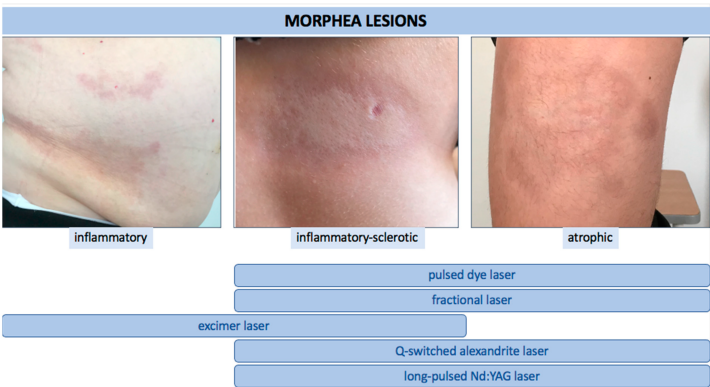 MORPHEA LESIONS
inflammatory
inflammatory-sclerotic
atrophic
pulsed dye laser
fractional laser
excimer laser
Q-switched alexandrite laser
long-pulsed Nd:YAG laser